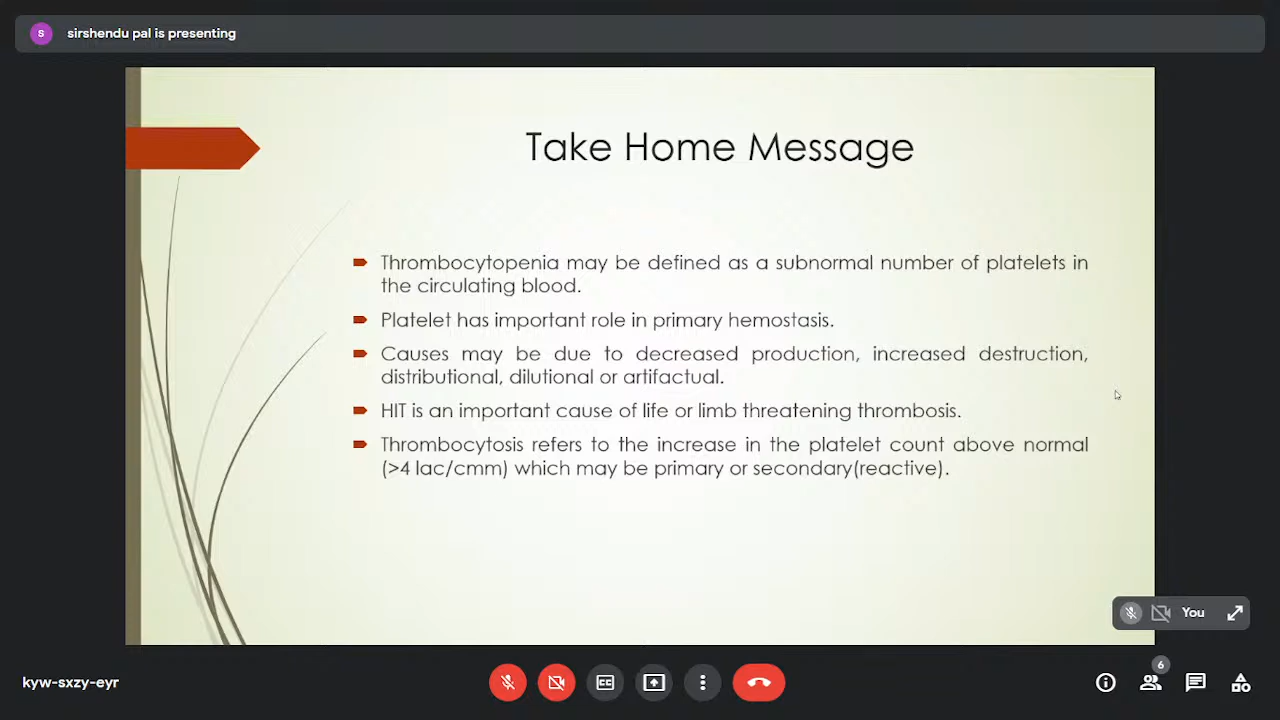 S
sirshendu pal is presenting
Take Home Message
Thrombocytopenia may be defined as a subnormal number of platelets in
the circulating blood.
Platelet has important role in primary hemostasis.
Causes may be due to decreased production, increased destruction,
distributional, dilutional or artifactual.
HIT is an important cause of life or limb threatening thrombosis.
Thrombocytosis refers to the increase in the platelet count above normal
(>4 lac/cmm) which may be primary or secondary(reactive).
You
kyw-sxzy-eyr
CC
6